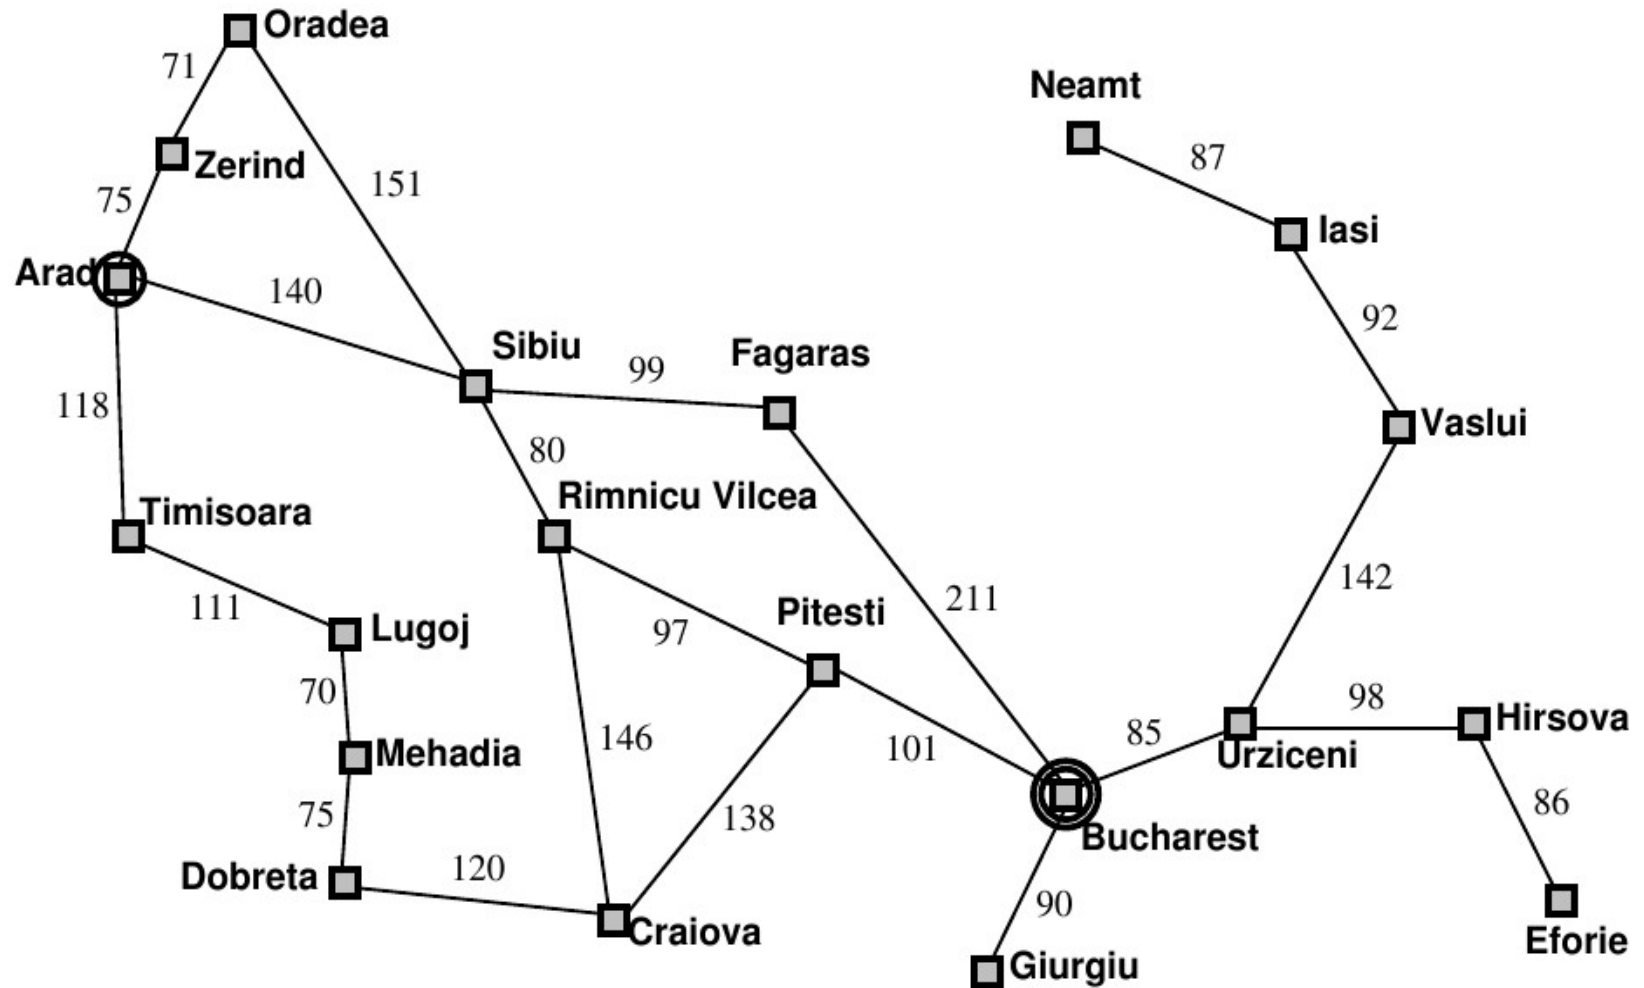 Oradea
71
Neamt
Zerind
87
151
75
Iasi
Arad
140
92
Sibiu
Fagaras
99
118
Vaslui
80
Rimnicu Vilcea
Timisoara
142
211
111
Pitesti
Lugoj
97
70
98
Hirsova
146
85
101
Mehadia
Urziceni
86
75
138
Bucharest
Dobreta
120
90
Craiova
Eforie
Giurgiu